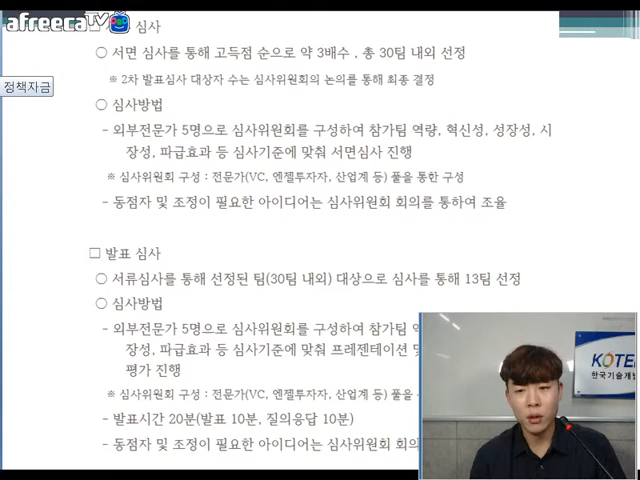 afreecaTV
심사
○ 서면 심사를 통해 고득점 순으로 약 3배수 , 총 30팀 내외 선정
※ 2차 발표심사 대상자 수는 심사위원회의 논의를 통해 최종 결정
정책자금
○ 심사방법
- 외부전문가 5명으로 심사위원회를 구성하여 참가팀 역량, 혁신성, 성장성, 시
장성, 파급효과 등 심사기준에 맞춰 서면심사 진행
※ 심사위원회 구성 : 전문가(VC, 엔젤투자자, 산업계 등) 풀을 통한 구성
- 동점자 및 조정이 필요한 아이디어는 심사위원회 회의를 통하여 조율
□ 발표 심사
○ 서류심사를 통해 선정된 팀(30팀 내외) 대상으로 심사를 통해 13팀 선정
○ 심사방법
- 외부전문가 5명으로 심사위원회를 구성하여 참가팀
장성, 파급효과 등 심사기준에 맞춰 프레젠테이션 및
평가 진행
※ 심사위원회 구성 : 전문가(VC, 엔젤투자자, 산업계 등) 풀을
- 발표시간 20분(발표 10분, 질의응답 10분)
- 동점자 및 조정이 필요한 아이디어는 심사위원회 회의
KOTE
한국기술개발